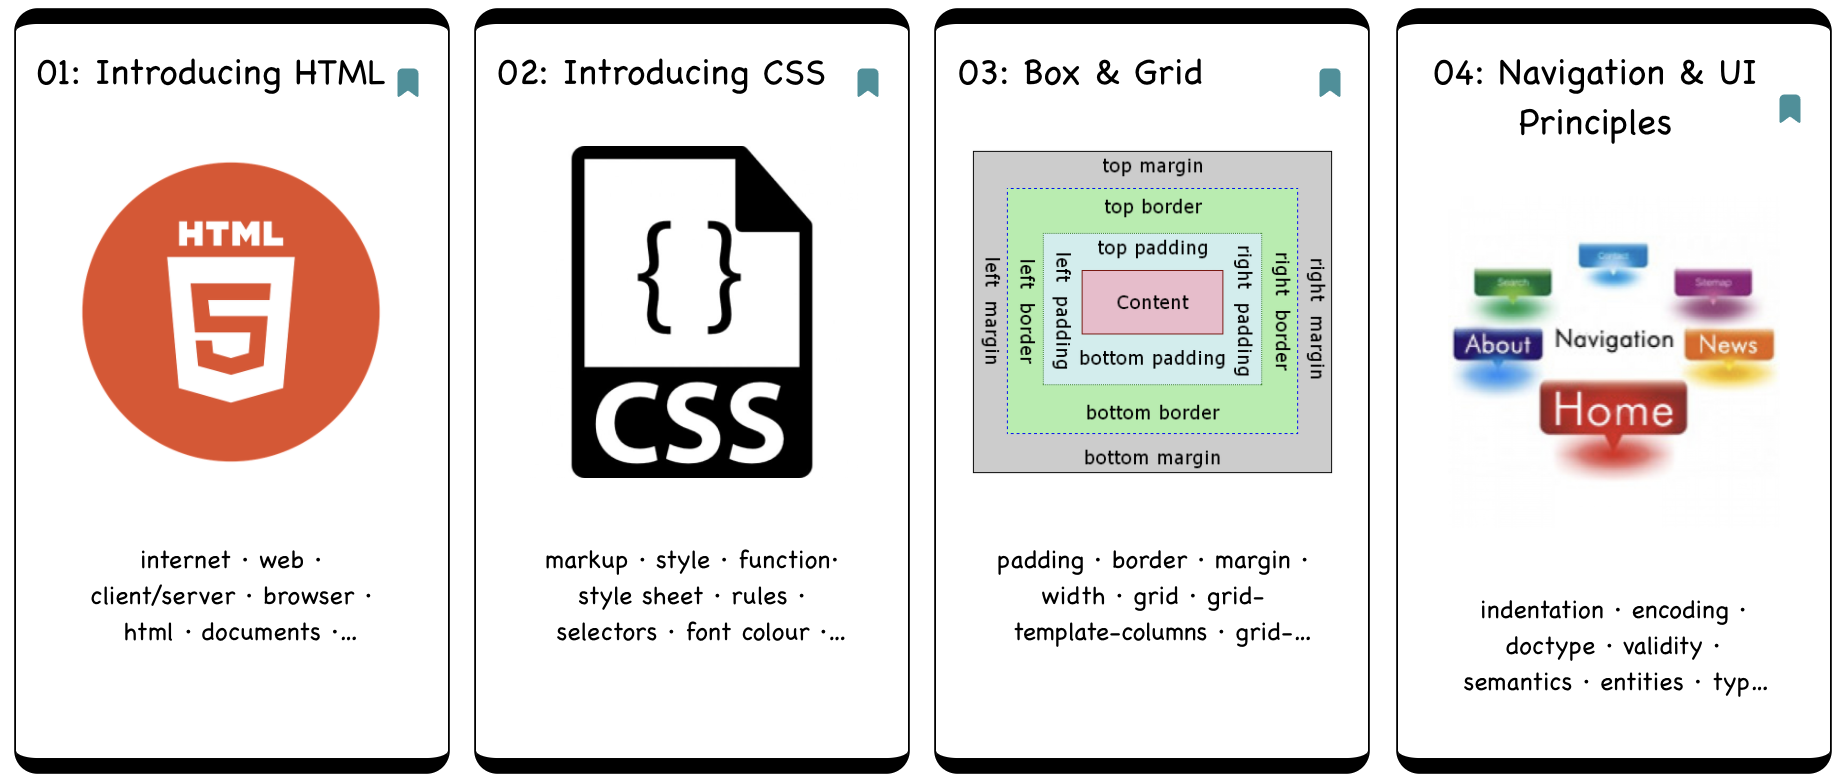 01: Introducing HTML
HTML
5
internet · web ·
client/server · browser ·
html · documents ·...
02: Introducing CSS
{ }
CSS
markup · style · function·
style sheet · rules ·
selectors · font colour ·...
03: Box & Grid
top margin
top border
top padding
left margin
left border
left padding
Content
right padding
right border
right margin
bottom padding
bottom border
bottom margin
padding · border · margin ·
width · grid · grid-
template-columns · grid-...
04: Navigation & UI
Principles
Contact
Search
Sitemap
About
Navigation
News
Home
indentation · encoding ·
doctype · validity ·
semantics · entities · typ...